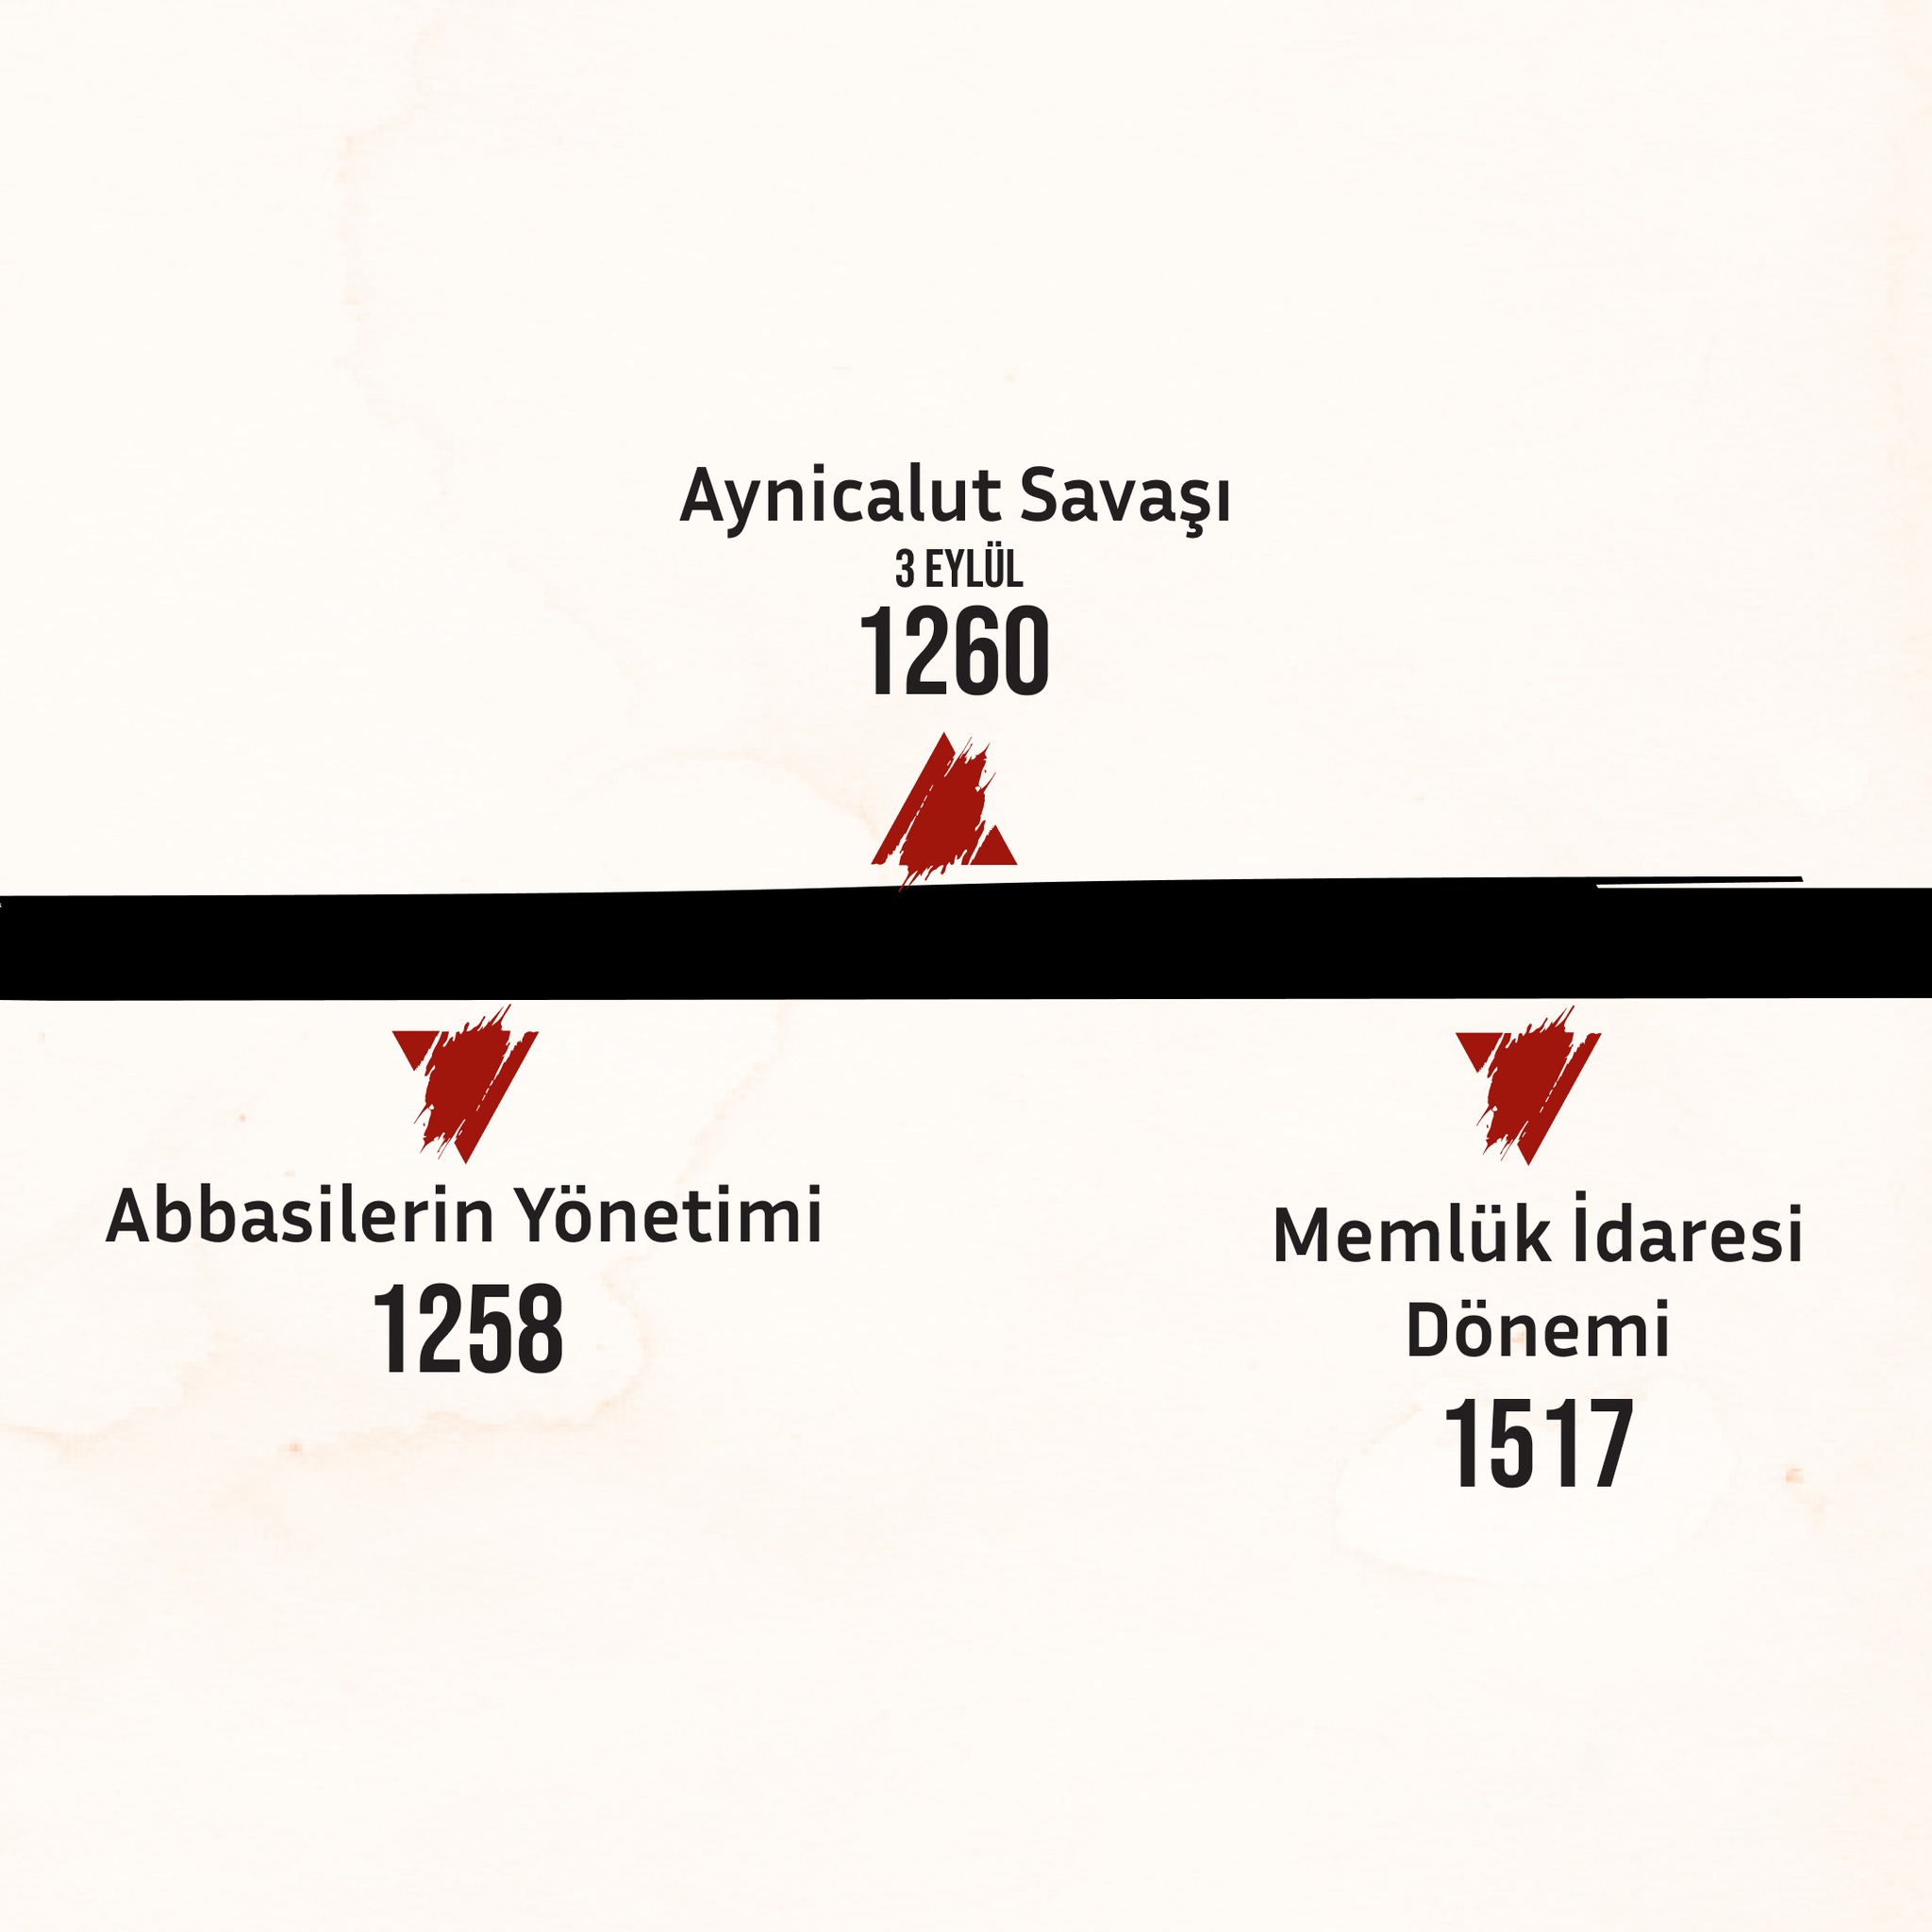 Aynicalut Savaşı
3 EYLÜL
1260
Abbasilerin Yönetimi
1258
Memlük İdaresi
Dönemi
1517